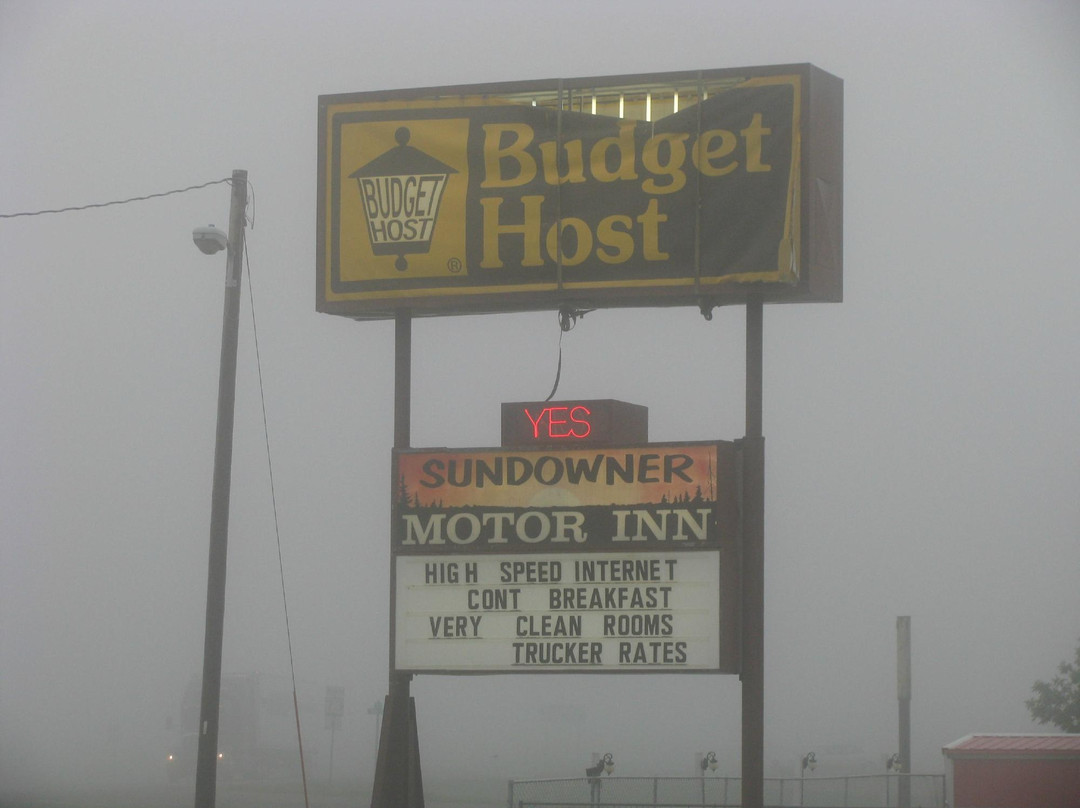 BUDGET
HOST
®
Budget
Host
YES
SUNDOWNER
MOTOR INN
HIGH SPEED INTERNET
CONT BREAKFAST
VERY CLEAN ROOMS
TRUCKER RATES